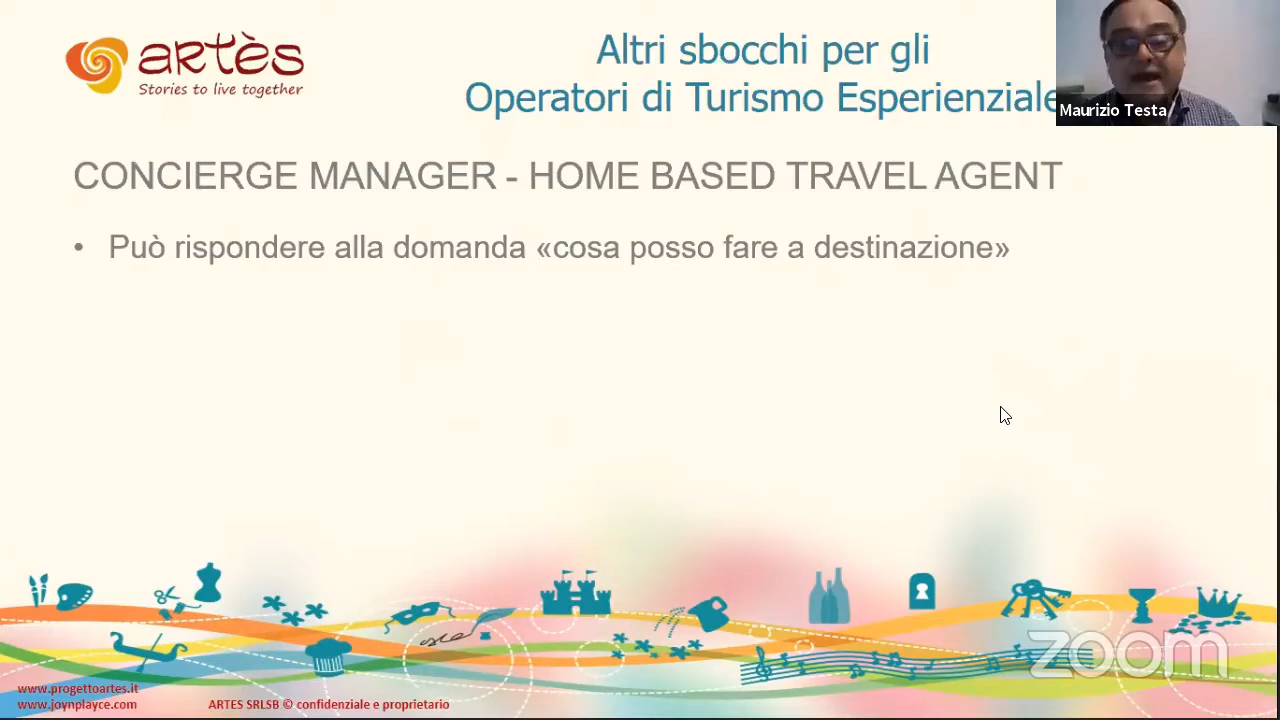 artès
Stories to live together
Altri sbocchi per gli
Operatori di Turismo Esperienziale
Maurizio Testa
CONCIERGE MANAGER - HOME BASED TRAVEL AGENT
• Può rispondere alla domanda «cosa posso fare a destinazione»
zoom
www.progettoartes.it
www.joynplayce.com
ARTES SRLSB © confidenziale e proprietario